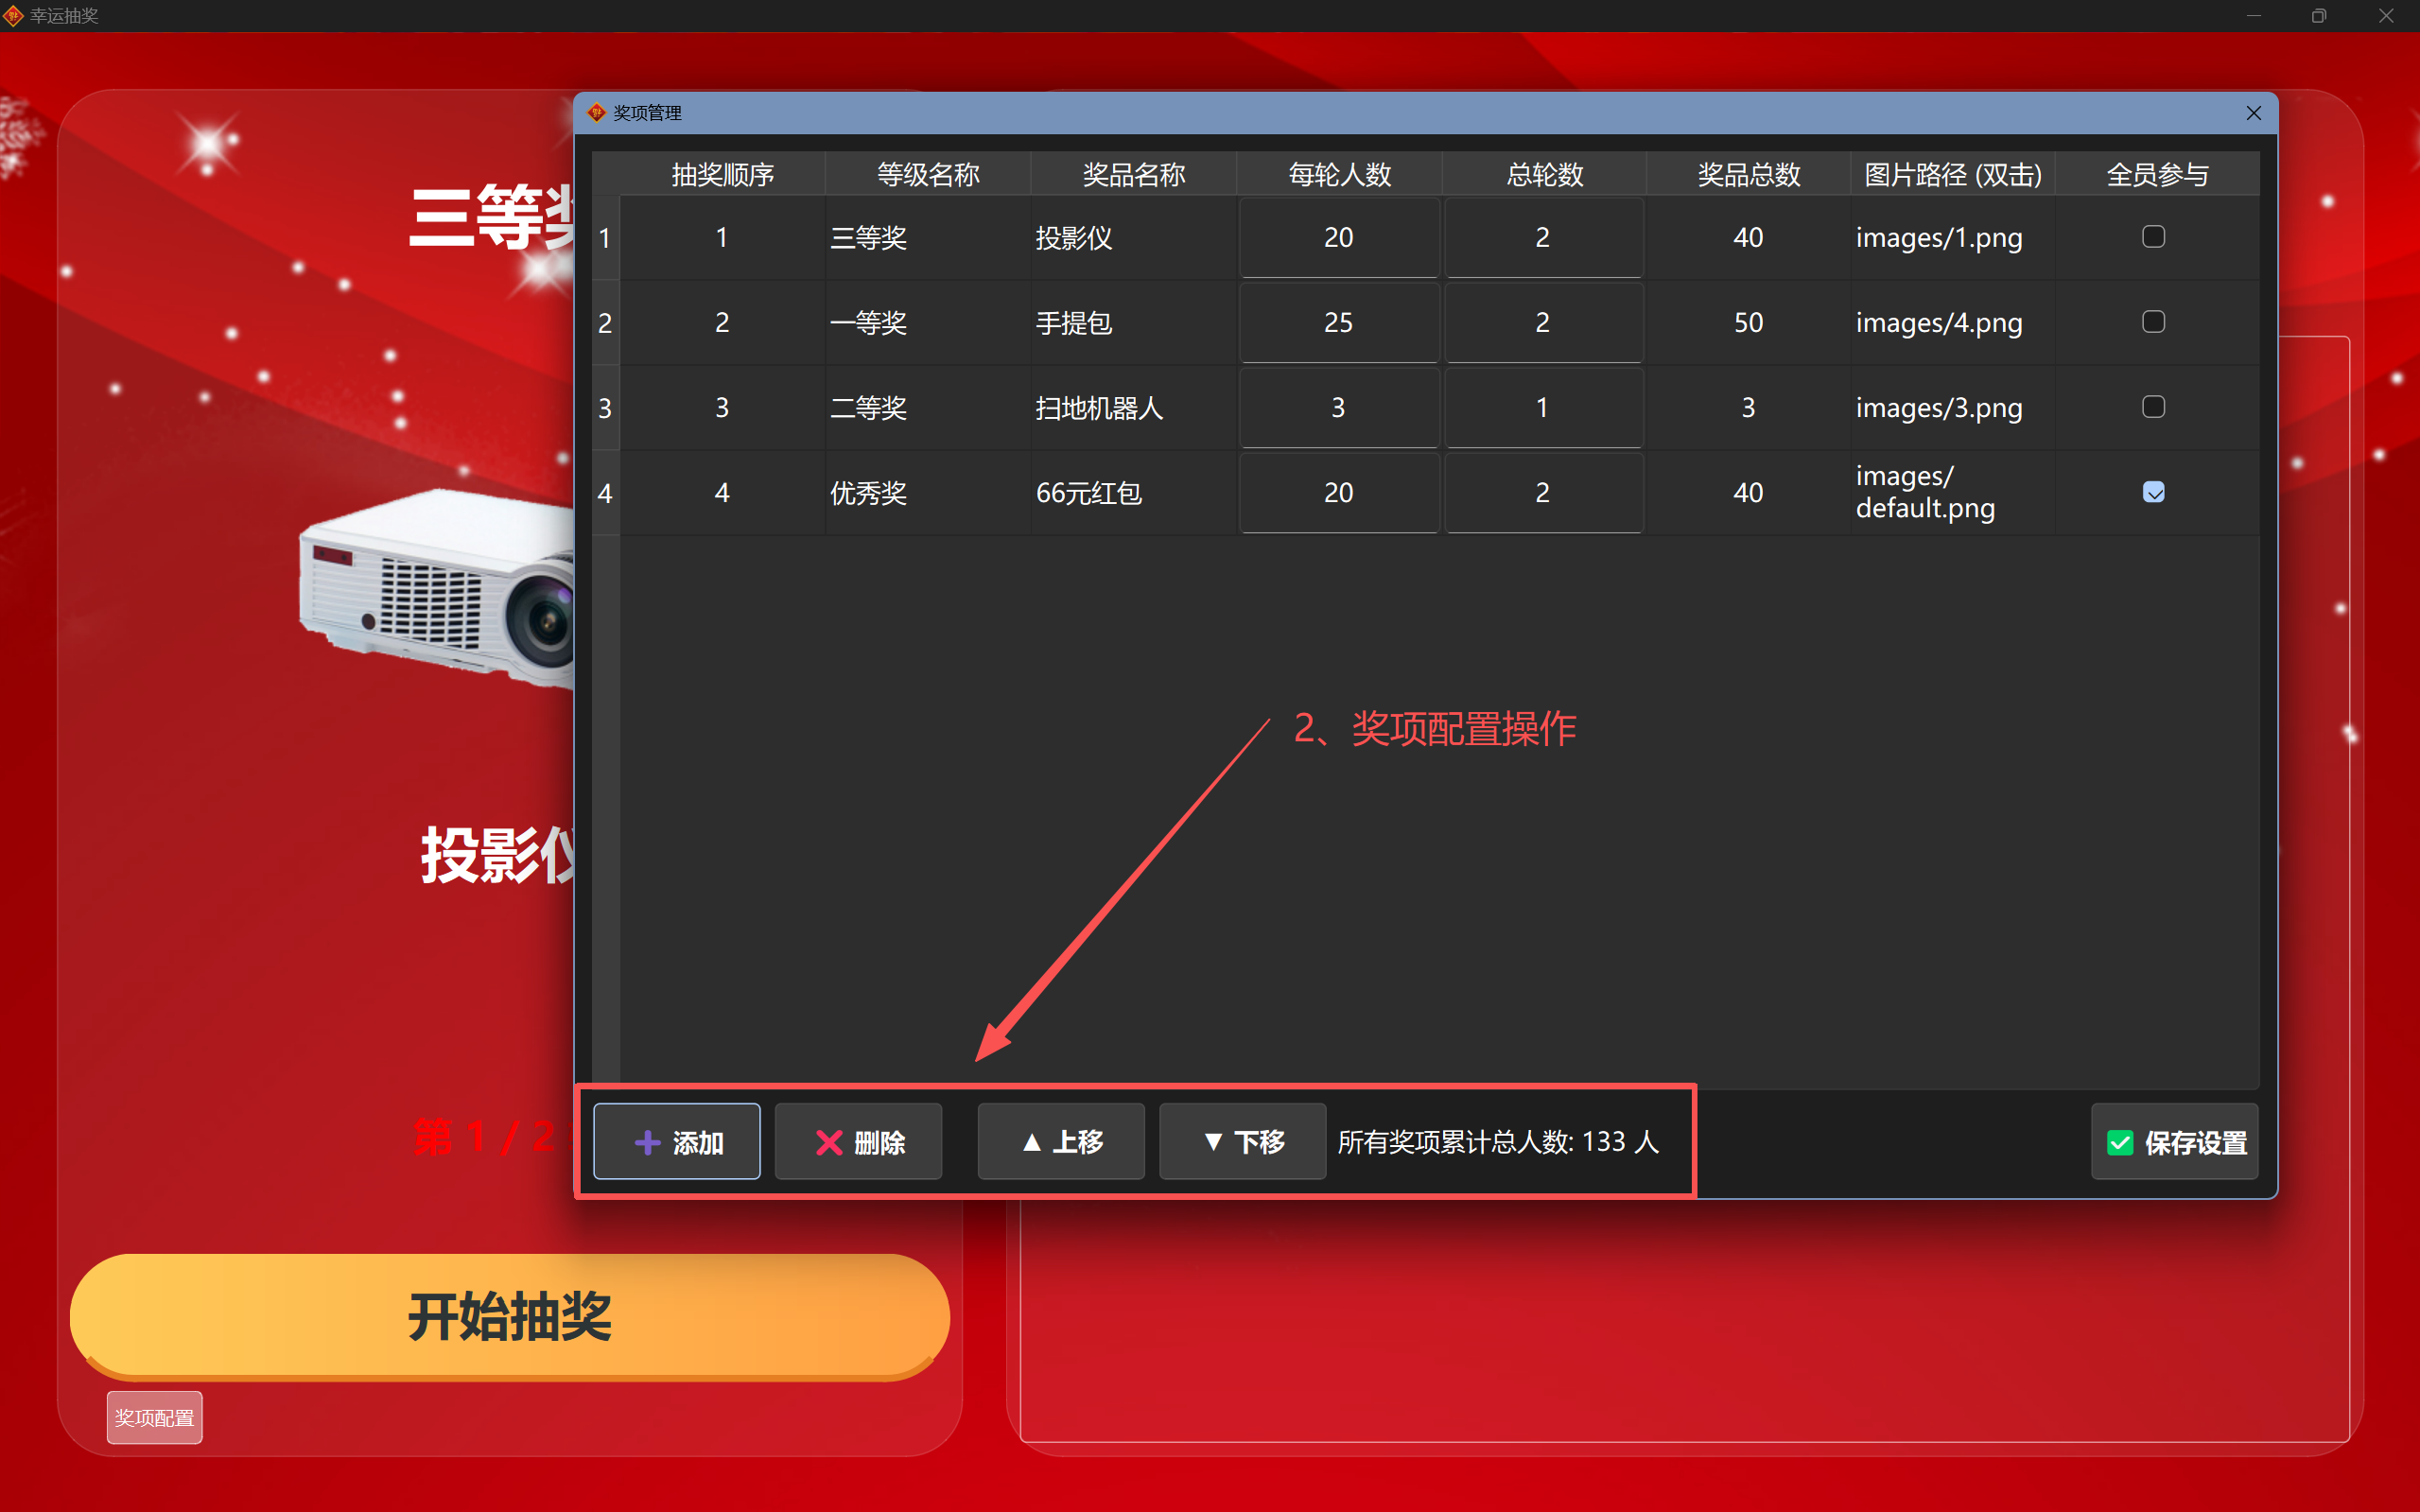 幸运抽奖
奖项管理
抽奖顺序 等级名称 奖品名称 每轮人数 总轮数 奖品总数 图片路径 (双击) 全员参与
1 1 三等奖 投影仪 20 2 40 images/1.png
2 2 一等奖 手提包 25 2 50 images/4.png
3 3 二等奖 扫地机器人 3 1 3 images/3.png
4 4 优秀奖 66元红包 20 2 40 images/
default.png
2、奖项配置操作
添加 删除 ▲ 上移 ▼ 下移 所有奖项累计总人数: 133 人 保存设置
三等奖
投影仪
第 1 / 2
开始抽奖
奖项配置